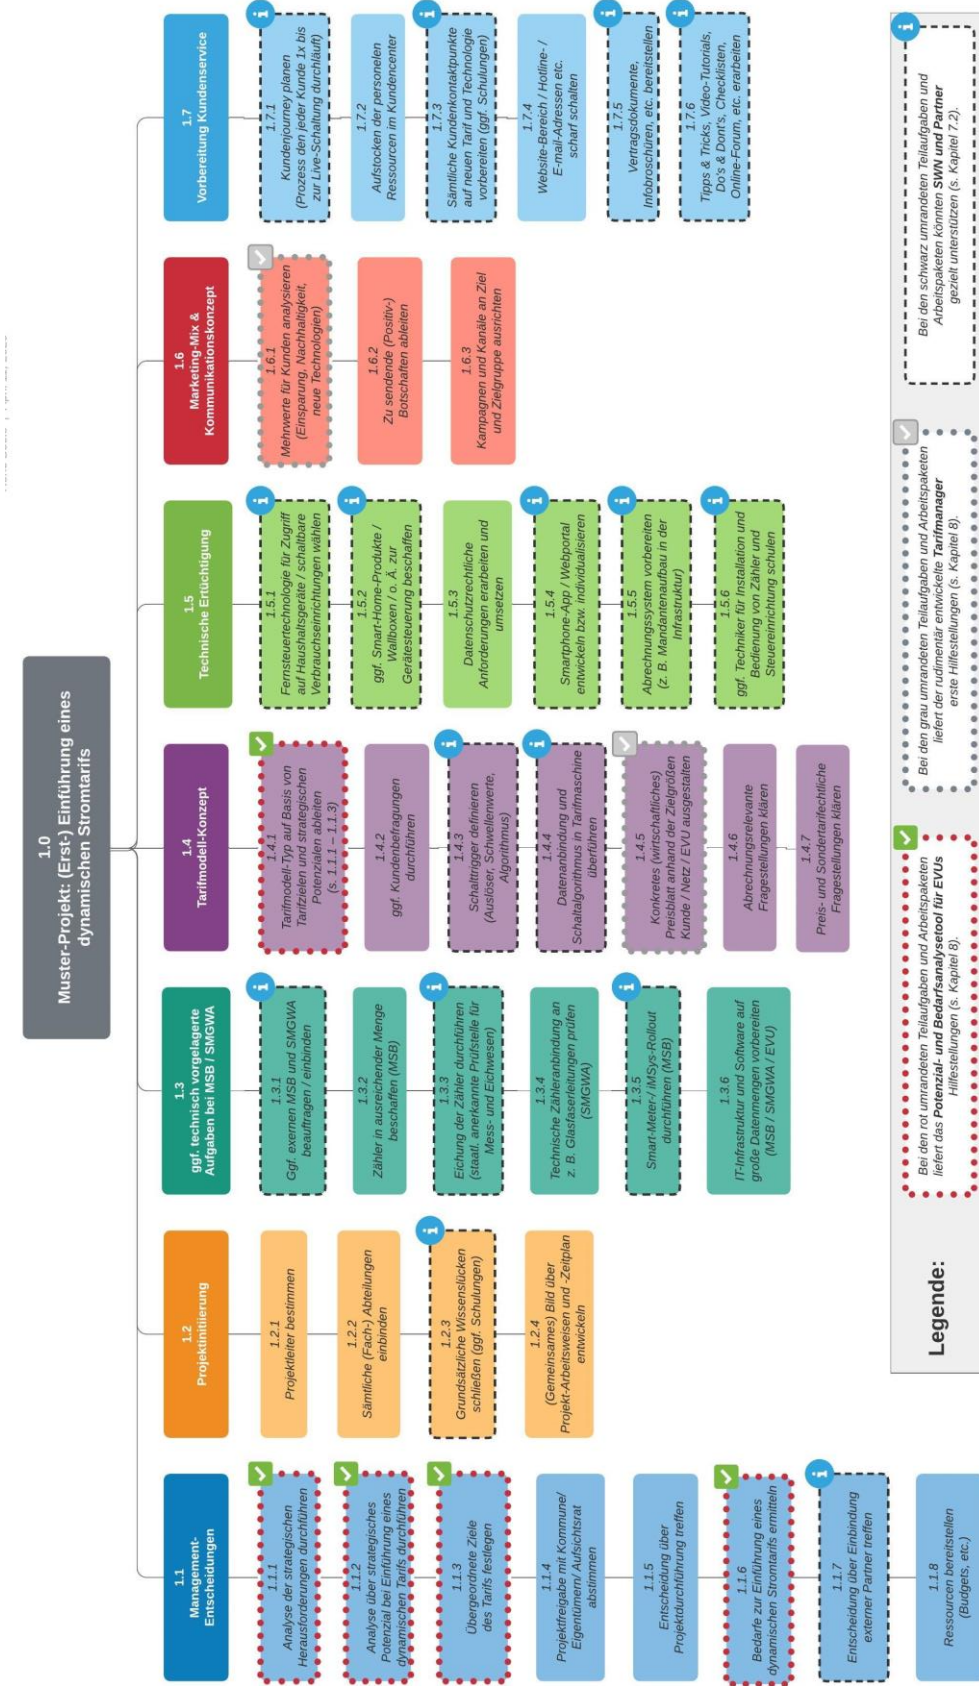 1.0
Muster-Projekt: (Erst-) Einführung eines
dynamischen Stromtarifs
1.1
Management-
Entscheidungen
1.1.1
Analyse der strategischen
Herausforderungen durchführen
1.1.2
Analyse über strategisches
Potenzial bei Einführung eines
dynamischen Tarifs durchführen
1.1.3
Übergeordnete Ziele
des Tarifs festlegen
1.1.4
Projektfreigabe mit Kommune/
Eigentümern/ Aufsichtsrat
abstimmen
1.1.5
Entscheidung über
Projektdurchführung treffen
1.1.6
Bedarfe zur Einführung eines
dynamischen Stromtarifs ermitteln
1.1.7
Entscheidung über Einbindung
externer Partner treffen
1.1.8
Ressourcen bereitstellen
(Budgets, etc.)
1.2
Projektinitiierung
1.2.1
Projektleiter bestimmen
1.2.2
Sämtliche (Fach-) Abteilungen
einbinden
1.2.3
Grundsätzliche Wissenslücken
schließen (ggf. Schulungen)
1.2.4
(Gemeinsames) Bild über
Projekt-Arbeitsweisen und -Zeitplan
entwickeln
1.3
ggf. technisch vorgelagerte
Aufgaben bei MSB / SMGWA
1.3.1
Ggf. exernen MSB und SMGWA
beauftragen / einbinden
1.3.2
Zähler in ausreichender Menge
beschaffen (MSB)
1.3.3
Eichung der Zähler durchführen
(staatl. anerkannte Prüfstelle für
Mess- und Eichwesen)
1.3.4
Technische Zähleranbindung an
z. B. Glasfaserleitungen prüfen
(SMGWA)
1.3.5
Smart-Meter-/ iMSys-Rollout
durchführen (MSB)
1.3.6
IT-Infrastruktur und Software auf
große Datenmengen vorbereiten
(MSB / SMGWA / EVU)
1.4
Tarifmodell-Konzept
1.4.1
Tarifmodell-Typ auf Basis von
Tarifzielen und strategischen
Potenzialen ableiten
(s. 1.1.1 – 1.1.3)
1.4.2
ggf. Kundenbefragungen
durchführen
1.4.3
Schalttrigger definieren
(Auslöser, Schwellenwerte,
Algorithmus)
1.4.4
Datenanbindung und
Schaltalgorithmus in Tarifmaschine
überführen
1.4.5
Konkretes (wirtschaftliches)
Preisblatt anhand der Zielgrößen
Kunde / Netz / EVU ausgestalten
1.4.6
Abrechnungsrelevante
Fragestellungen klären
1.4.7
Preis- und Sondertarifechtliche
Fragestellungen klären
1.5
Technische Ertüchtigung
1.5.1
Fernsteuertechnologie für Zugriff
auf Haushaltsgeräte / schaltbare
Verbrauchseinrichtungen wählen
1.5.2
ggf. Smart-Home-Produkte /
Wallboxen / o. Ä. zur
Gerätesteuerung beschaffen
1.5.3
Datenschutzrechtliche
Anforderungen erarbeiten und
umsetzen
1.5.4
Smartphone-App / Webportal
entwickeln bzw. individualisieren
1.5.5
Abrechnungssystem vorbereiten
(z. B. Mandantenaufbau in der
Infrastruktur)
1.5.6
ggf. Techniker für Installation und
Bedienung von Zähler und
Steuereinrichtung schulen
1.6
Marketing-Mix &
Kommunikationskonzept
1.6.1
Mehrwerte für Kunden analysieren
(Einsparung, Nachhaltigkeit,
neue Technologien)
1.6.2
Zu sendende (Positiv-)
Botschaften ableiten
1.6.3
Kampagnen und Kanäle an Ziel
und Zielgruppe ausrichten
1.7
Vorbereitung Kundenservice
1.7.1
Kundenjourney planen
(Prozess den jeder Kunde 1x bis
zur Live-Schaltung durchläuft)
1.7.2
Aufstocken der personelen
Ressourcen im Kundencenter
1.7.3
Sämtliche Kundenkontaktpunkte
auf neuen Tarif und Technologie
vorbereiten (ggf. Schulungen)
1.7.4
Website-Bereich / Hotline- /
E-mail-Adressen etc.
scharf schalten
1.7.5
Vertragsdokumente,
Infobroschüren, etc. bereitstellen
1.7.6
Tipps & Tricks, Video-Tutorials,
Do's & Dont's, Checklisten,
Online-Forum, etc. erarbeiten
Legende:
Bei den rot umrandeten Teilaufgaben und Arbeitspaketen
liefert das Potenzial- und Bedarfsanalysetool für EVUs
Hilfestellungen (s. Kapitel 8).
Bei den grau umrandeten Teilaufgaben und Arbeitspaketen
liefert der rudimentär entwickelte Tarifmanager
erste Hilfestellungen (s. Kapitel 8).
Bei den schwarz umrandeten Teilaufgaben und
Arbeitspaketen könnten SWN und Partner
gezielt unterstützen (s. Kapitel 7.2).